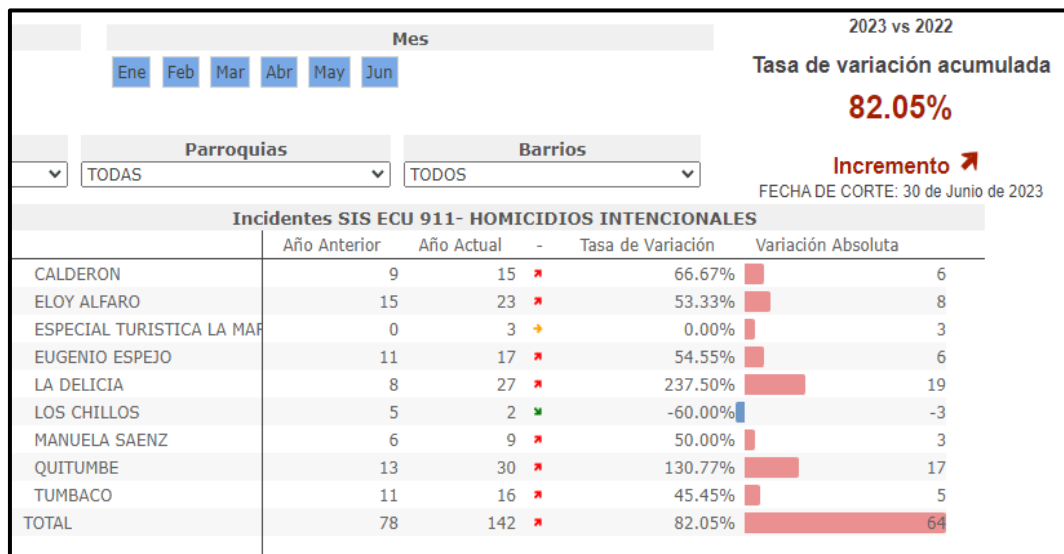 Mes
Ene Feb Mar Abr May Jun
2023 vs 2022
Tasa de variación acumulada
82.05%
Incremento
FECHA DE CORTE: 30 de Junio de 2023
Parroquias Barrios
TODAS TODOS
Incidentes SIS ECU 911- HOMICIDIOS INTENCIONALES
Año Anterior Año Actual - Tasa de Variación Variación Absoluta
CALDERON 9 15 66.67% 6
ELOY ALFARO 15 23 53.33% 8
ESPECIAL TURISTICA LA MAR 0 3 0.00% 3
EUGENIO ESPEJO 11 17 54.55% 6
LA DELICIA 8 27 237.50% 19
LOS CHILLOS 5 2 -60.00% -3
MANUELA SAENZ 6 9 50.00% 3
QUITUMBE 13 30 130.77% 17
TUMBACO 11 16 45.45% 5
TOTAL 78 142 82.05% 64